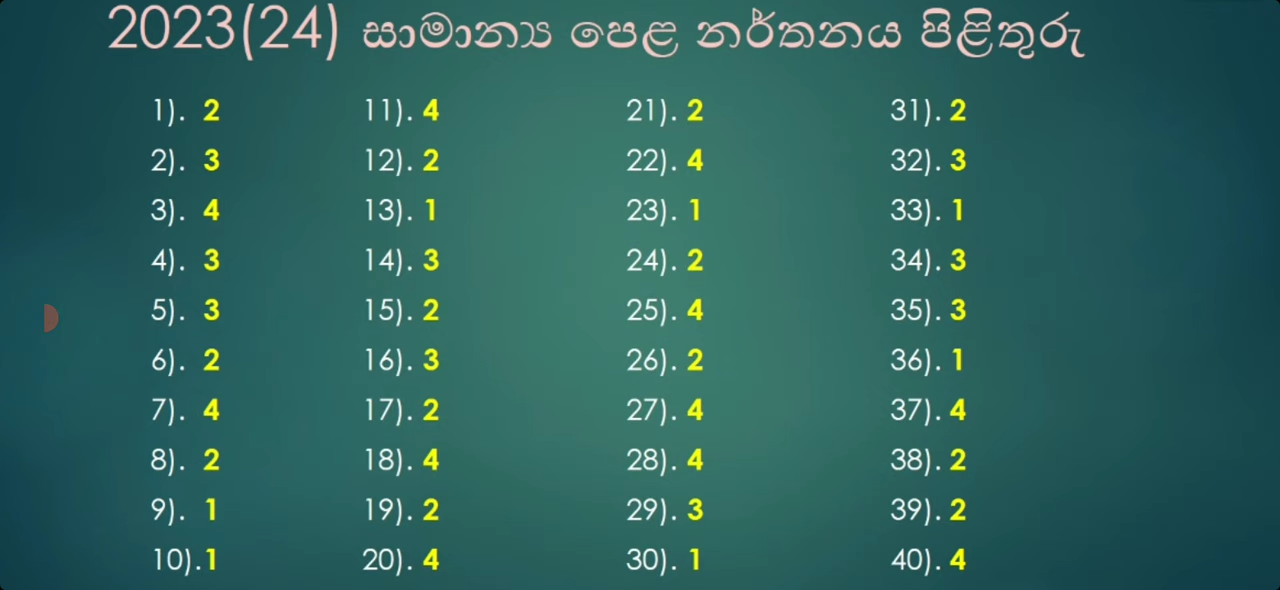 2023(24) සාමාන්‍ය පෙළ නර්තනය පිළිතුරු
1). 2 11). 4 21). 2 31). 2
2). 3 12). 2 22). 4 32). 3
3). 4 13). 1 23). 1 33). 1
4). 3 14). 3 24). 2 34). 3
5). 3 15). 2 25). 4 35). 3
6). 2 16). 3 26). 2 36). 1
7). 4 17). 2 27). 4 37). 4
8). 2 18). 4 28). 4 38). 2
9). 1 19). 2 29). 3 39). 2
10).1 20). 4 30). 1 40). 4